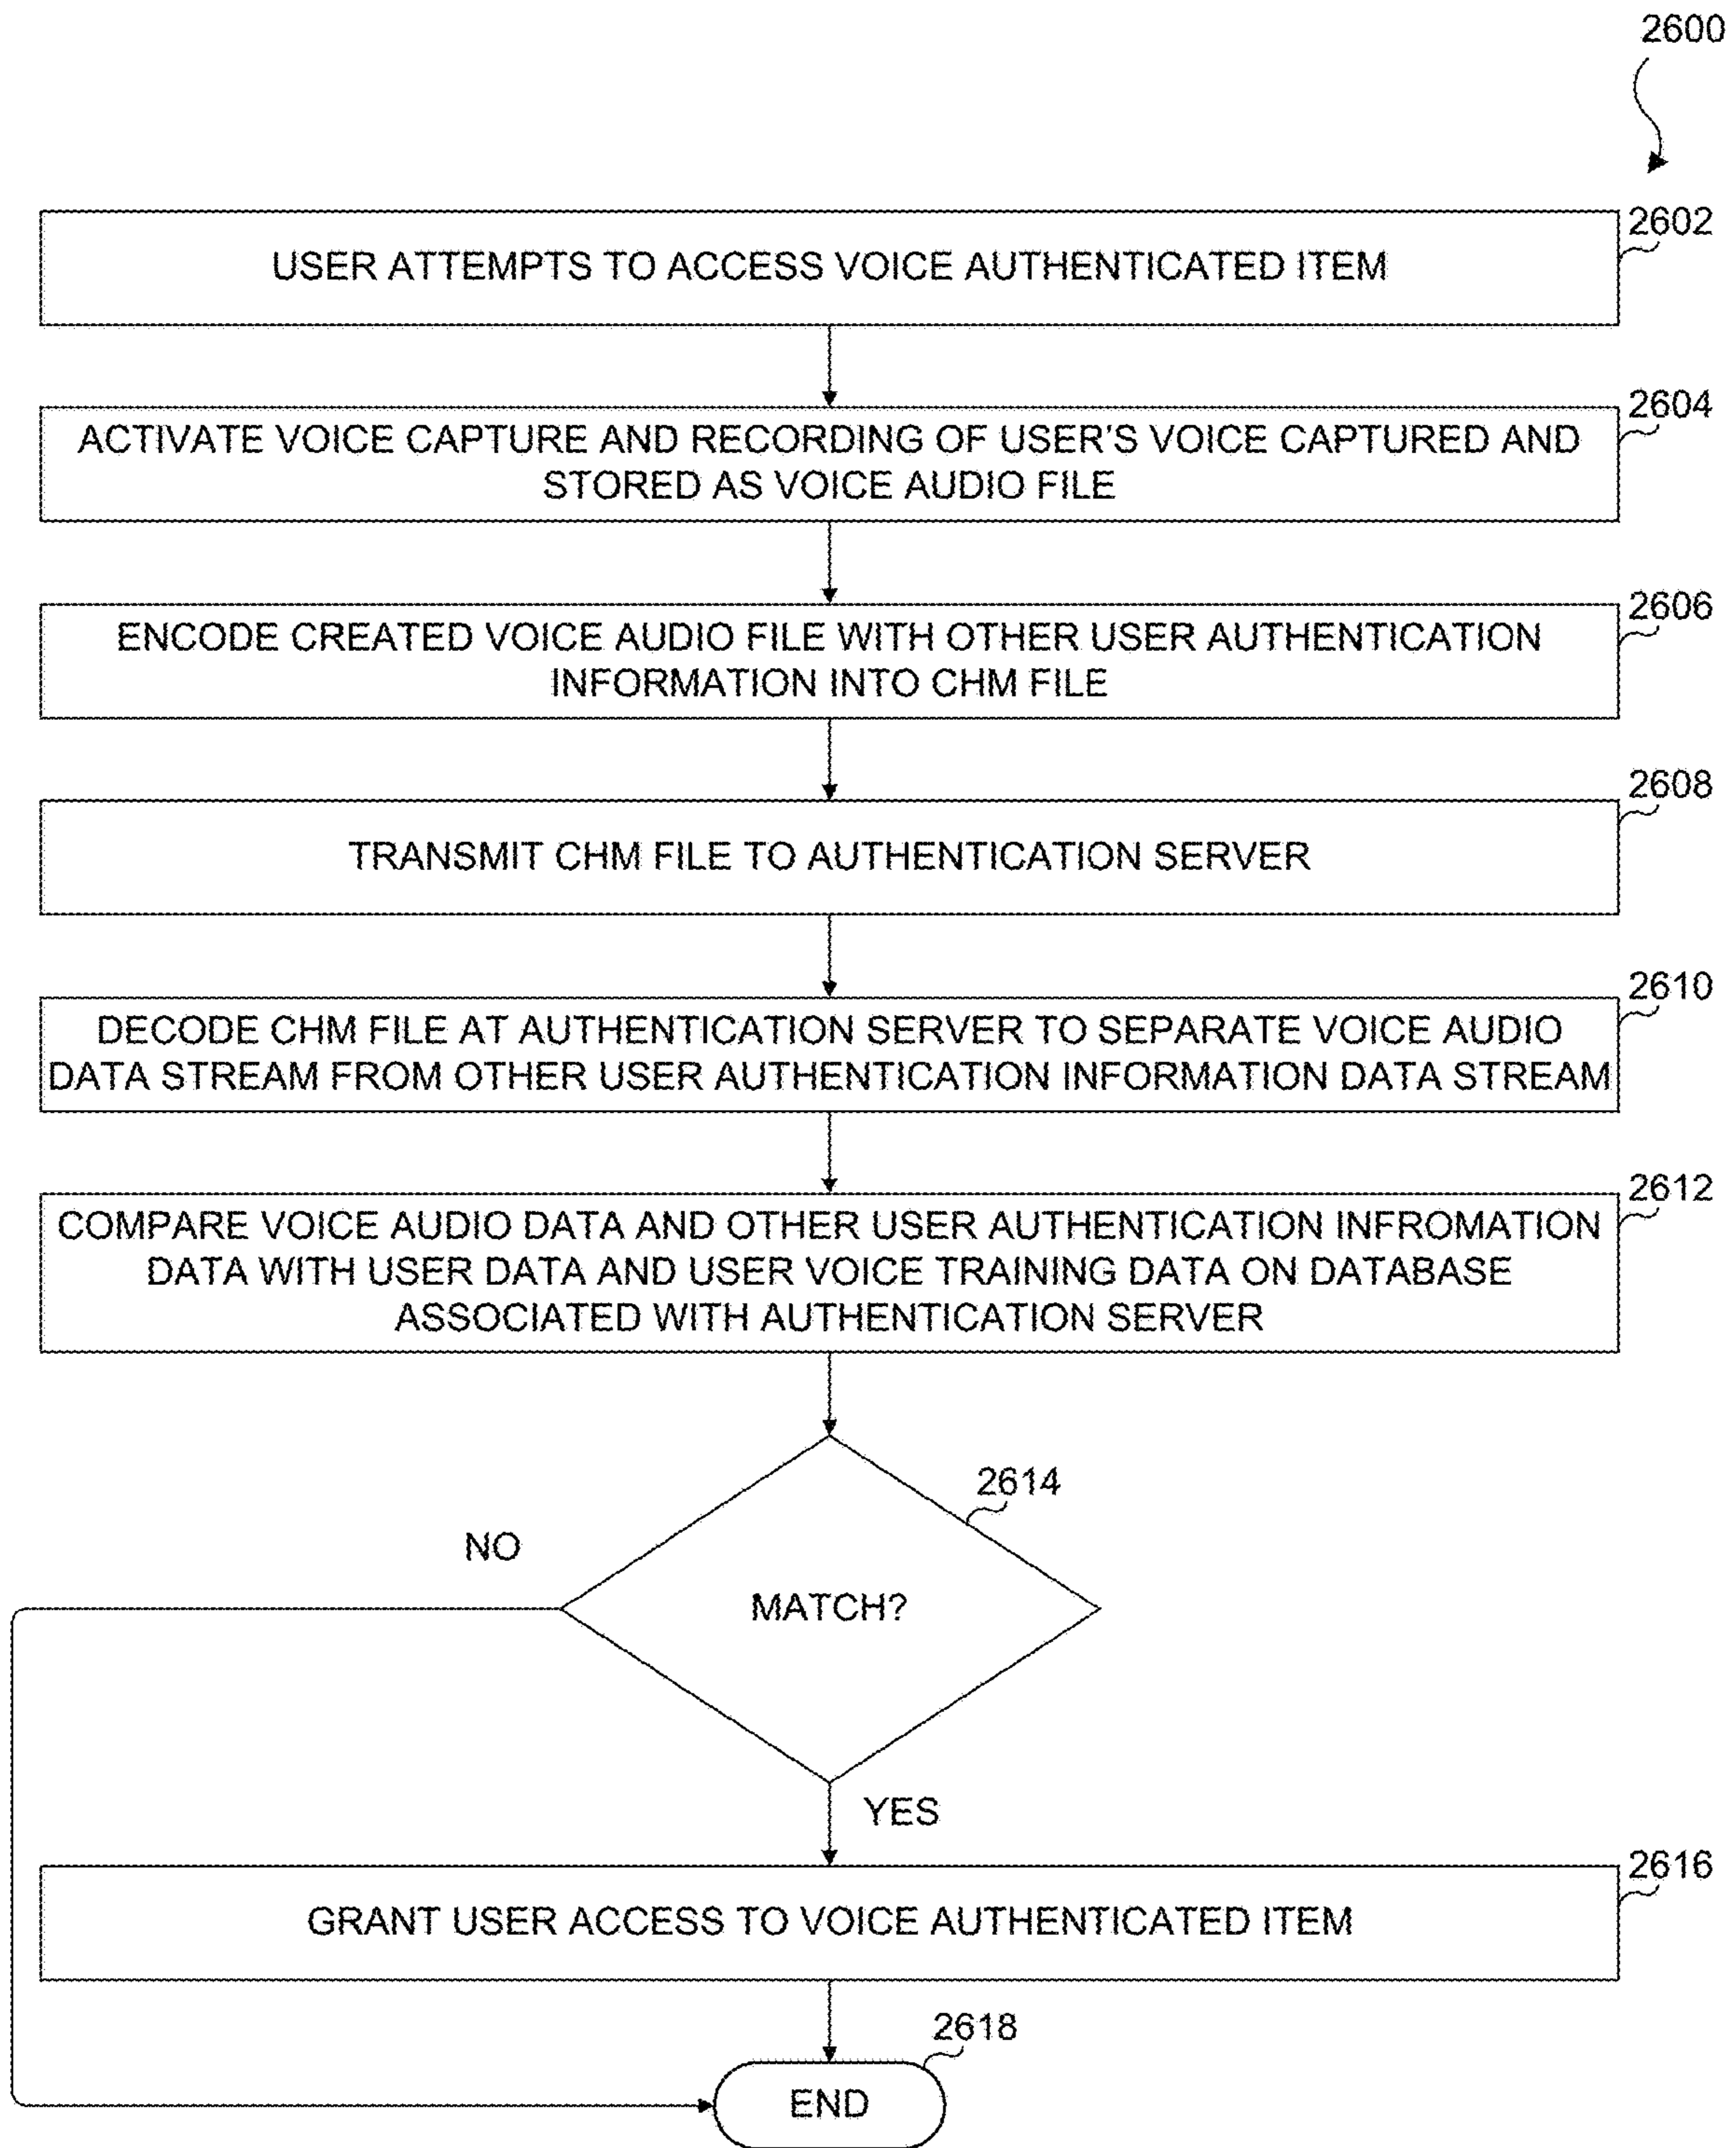 2600
2602
USER ATTEMPTS TO ACCESS VOICE AUTHENTICATED ITEM
2604
ACTIVATE VOICE CAPTURE AND RECORDING OF USER'S VOICE CAPTURED AND
STORED AS VOICE AUDIO FILE
2606
ENCODE CREATED VOICE AUDIO FILE WITH OTHER USER AUTHENTICATION
INFORMATION INTO CHM FILE
2608
TRANSMIT CHM FILE TO AUTHENTICATION SERVER
2610
DECODE CHM FILE AT AUTHENTICATION SERVER TO SEPARATE VOICE AUDIO
DATA STREAM FROM OTHER USER AUTHENTICATION INFORMATION DATA STREAM
2612
COMPARE VOICE AUDIO DATA AND OTHER USER AUTHENTICATION INFROMATION
DATA WITH USER DATA AND USER VOICE TRAINING DATA ON DATABASE
ASSOCIATED WITH AUTHENTICATION SERVER
2614
NO
MATCH?
YES
2616
GRANT USER ACCESS TO VOICE AUTHENTICATED ITEM
2618
END